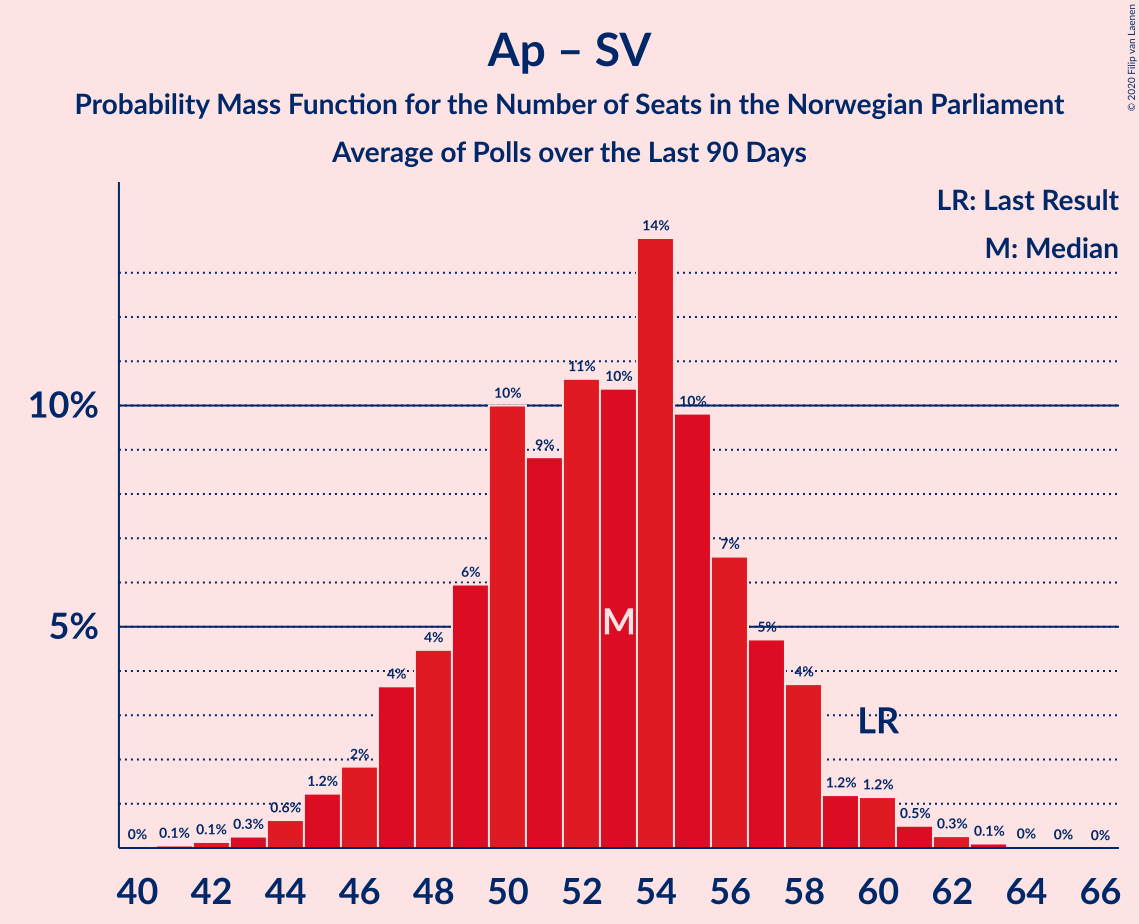 Ap – SV
Probability Mass Function for the Number of Seats in the Norwegian Parliament
Average of Polls over the Last 90 Days
© 2020 Filip van Laenen
LR: Last Result
M: Median
10%
5%
0% 0.1% 0.1% 0.3% 0.6% 1.2% 2% 4% 4% 6% 10% 9% 11% 10% 14% 10% 7% 5% 4% 1.2% 1.2% 0.5% 0.3% 0.1% 0% 0% 0%
M
LR
40 42 44 46 48 50 52 54 56 58 60 62 64 66